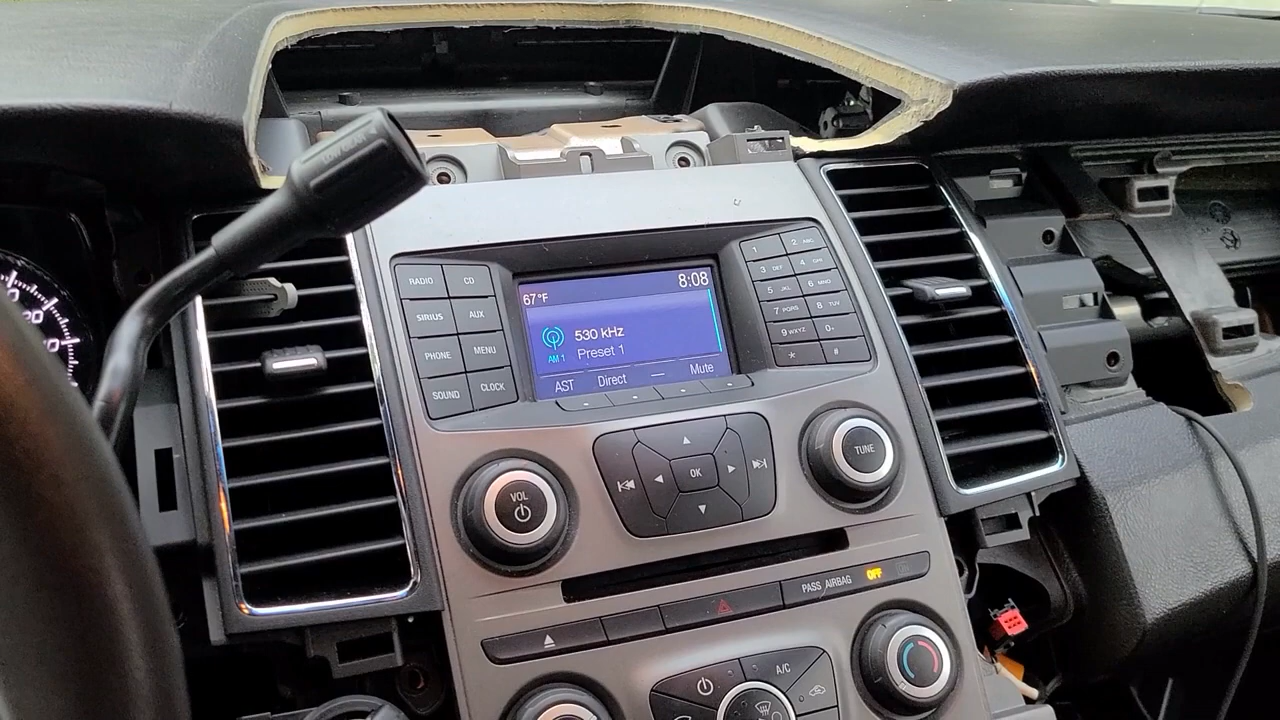 RADIO
CD
SIRIUS
AUX
PHONE
MENU
SOUND
CLOCK
8:08
67°F
530 kHz
AM 1
Preset 1
AST Direct — Mute
1
2 ABC
3 DEF
4 GHI
5 JKL
6 MNO
7 PQRS
8 TUV
9 WXYZ
0+
* #
OK
VOL
TUNE
PASS AIRBAG OFF
A/C
20